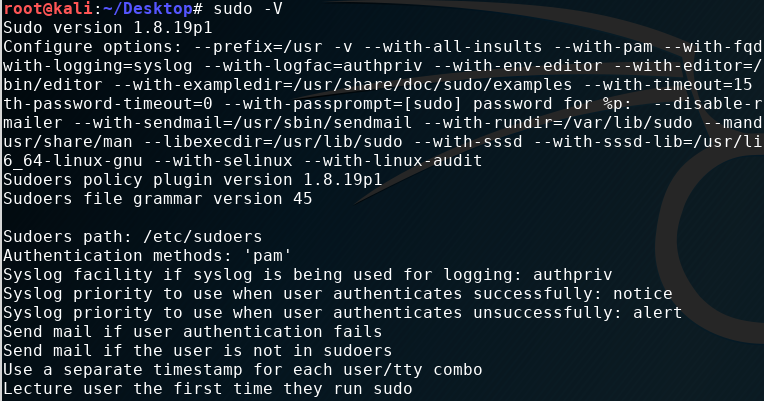 root@kali:~/Desktop# sudo -V
Sudo version 1.8.19p1
Configure options: --prefix=/usr -v --with-all-insults --with-pam --with-fqd
with-logging=syslog --with-logfac=authpriv --with-env-editor --with-editor=/
bin/editor --with-exampledir=/usr/share/doc/sudo/examples --with-timeout=15
th-password-timeout=0 --with-passprompt=[sudo] password for %p:  --disable-r
mailer --with-sendmail=/usr/sbin/sendmail --with-rundir=/var/lib/sudo --mand
usr/share/man --libexecdir=/usr/lib/sudo --with-sssd --with-sssd-lib=/usr/li
6_64-linux-gnu --with-selinux --with-linux-audit
Sudoers policy plugin version 1.8.19p1
Sudoers file grammar version 45

Sudoers path: /etc/sudoers
Authentication methods: 'pam'
Syslog facility if syslog is being used for logging: authpriv
Syslog priority to use when user authenticates successfully: notice
Syslog priority to use when user authenticates unsuccessfully: alert
Send mail if user authentication fails
Send mail if the user is not in sudoers
Use a separate timestamp for each user/tty combo
Lecture user the first time they run sudo